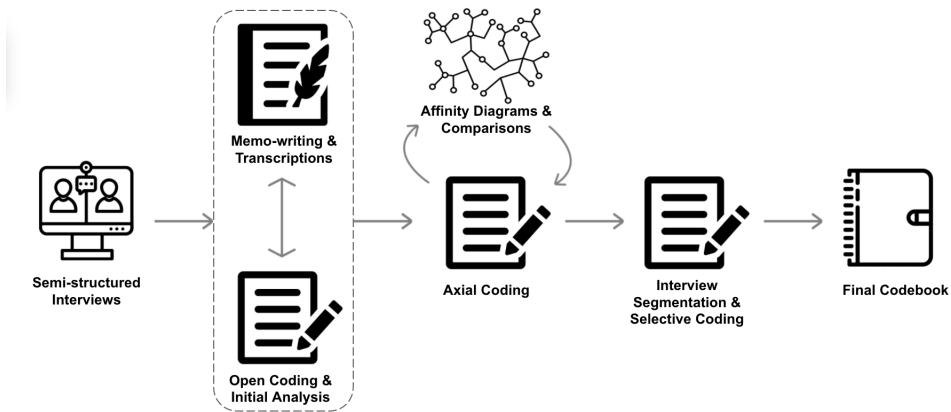 Semi-structured
Interviews
Memo-writing &
Transcriptions
Open Coding &
Initial Analysis
Affinity Diagrams &
Comparisons
Axial Coding
Interview
Segmentation &
Selective Coding
Final Codebook